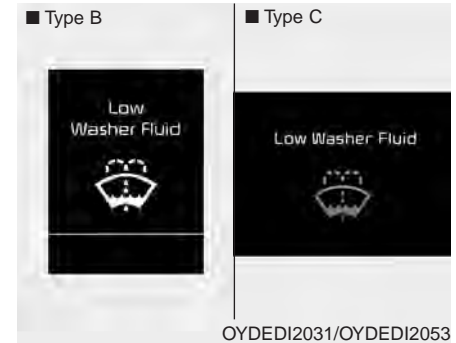 ■ Type B
■ Type C
Low
Washer Fluid
Low Washer Fluid
OYDEDI2031/OYDEDI2053